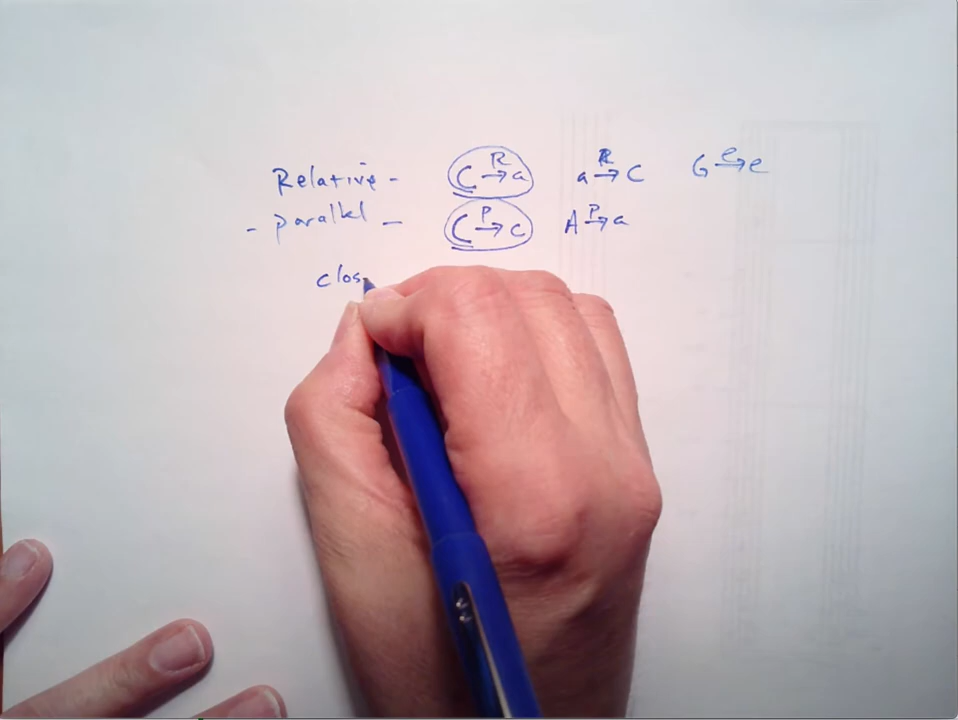 Relative - C R→ a a R→ C G R→ e
- parallel - C P→ c A P→ a
clos